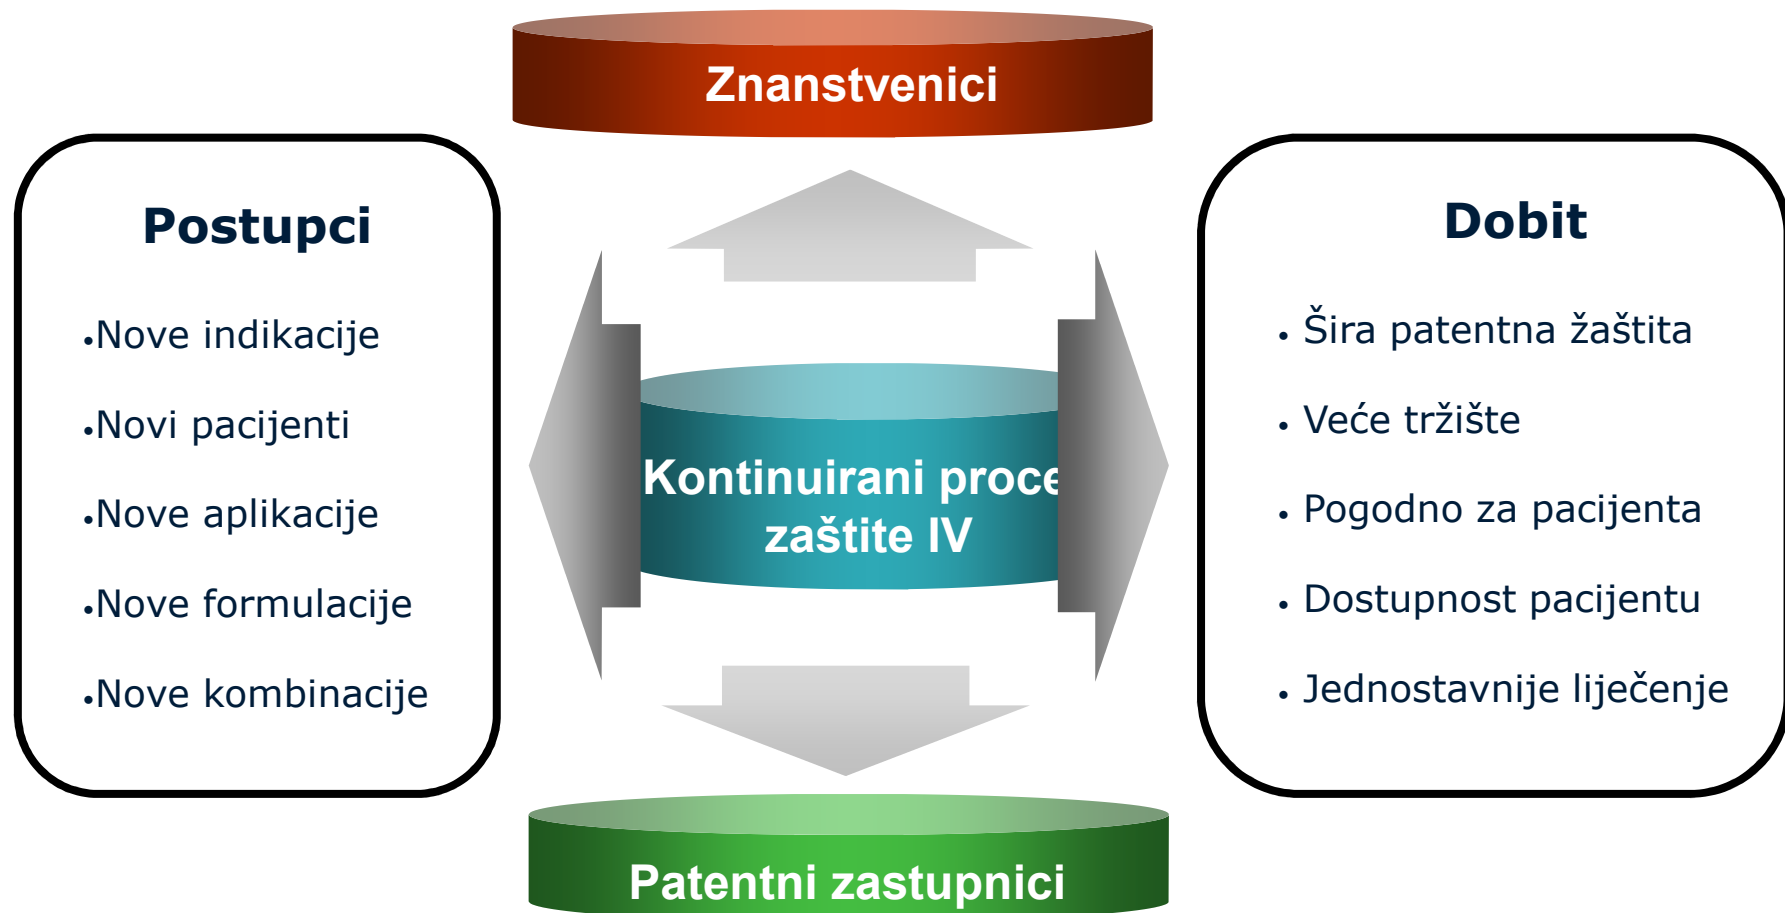 Znanstvenici
Postupci
•Nove indikacije
•Novi pacijenti
•Nove aplikacije
•Nove formulacije
•Nove kombinacije
Kontinuirani proce
zaštite IV
Dobit
• Šira patentna žaštita
• Veće tržište
• Pogodno za pacijenta
• Dostupnost pacijentu
• Jednostavnije liječenje
Patentni zastupnici